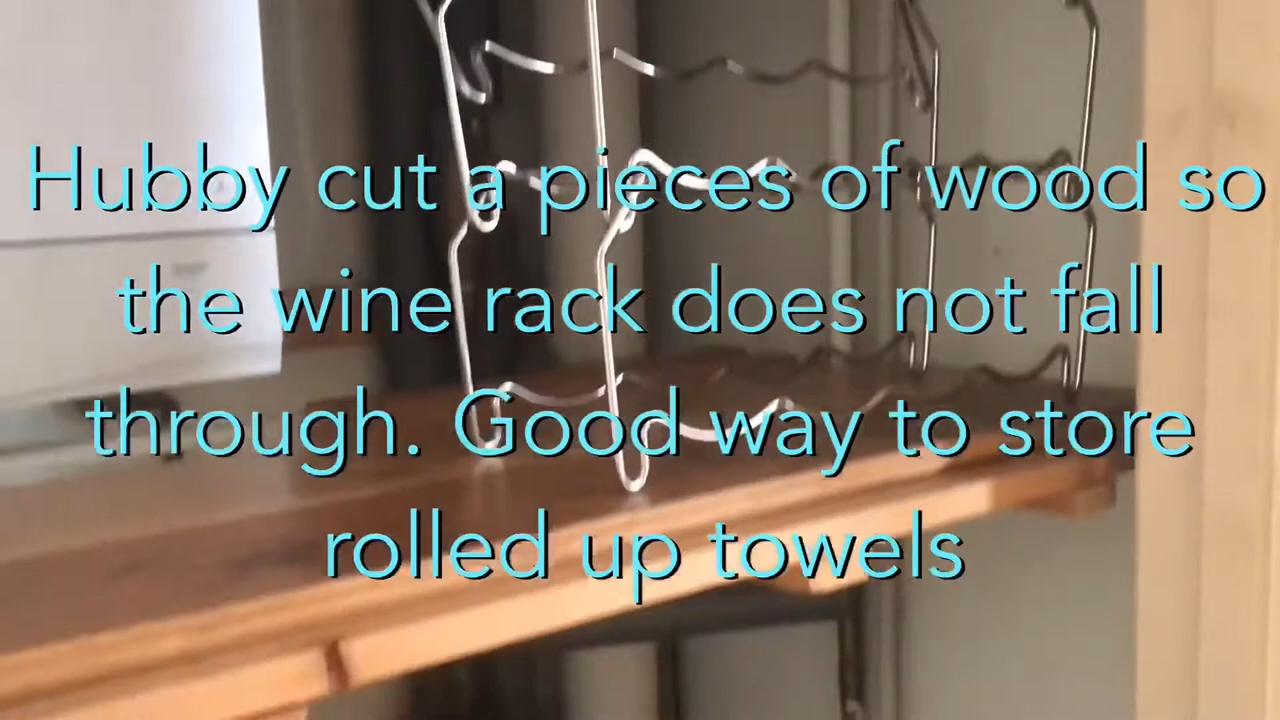 Hubby cut a pieces of wood so
the wine rack does not fall
through. Good way to store
rolled up towels